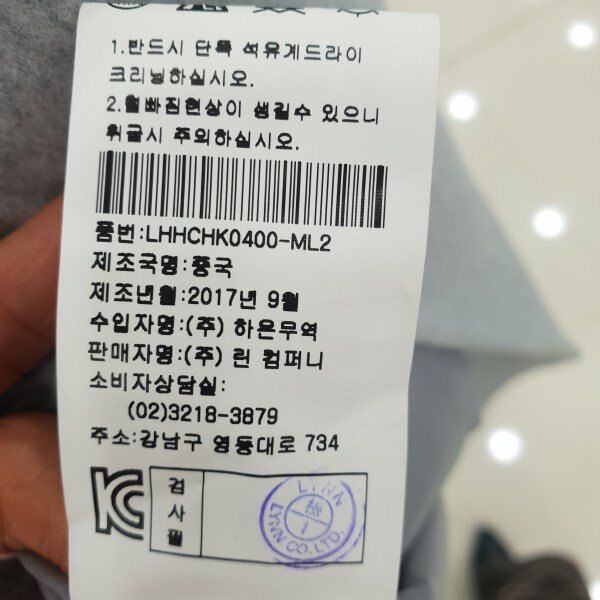 1.반드시 단독 석유계드라이
크리닝하십시오.
2.털빠짐현상이 생길수 있으니
취급시 주의하십시오.
품번:LHHCHK0400-ML2
제조국명:중국
제조년월:2017년 9월
수입자명:(주) 하은무역
판매자명:(주) 린 컴퍼니
소비자상담실:
(02)3218-3879
주소:강남구 영동대로 734
KC
검사필
LYNN
檢
1
LYNN CO.LTD.